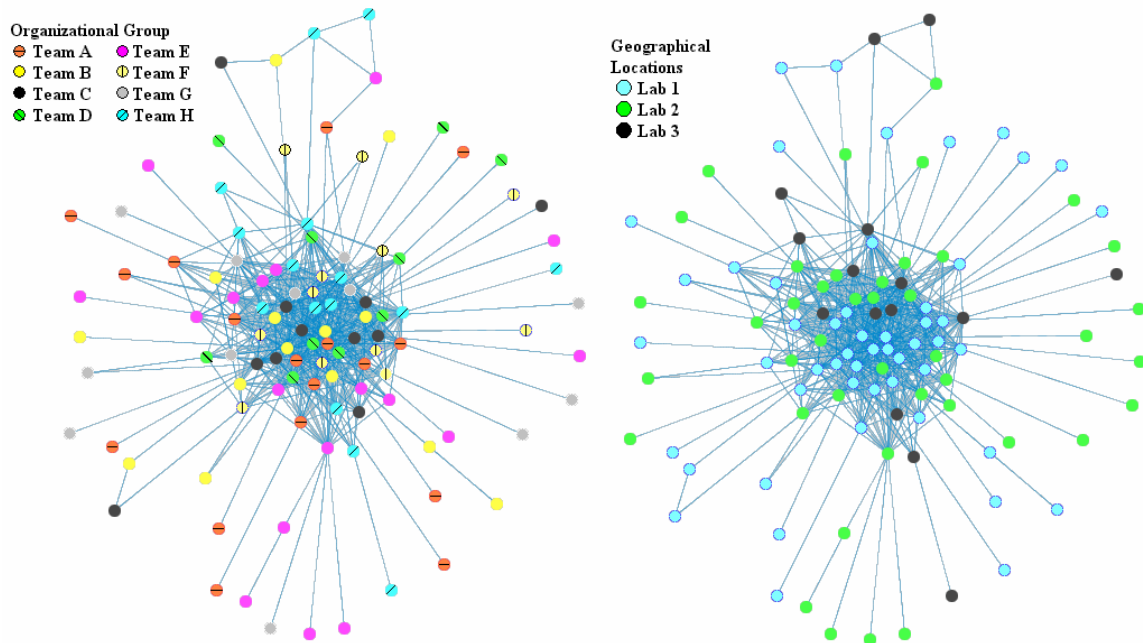 Organizational Group
Team A Team E
Team B Team F
Team C Team G
Team D Team H
Geographical
Locations
Lab 1
Lab 2
Lab 3